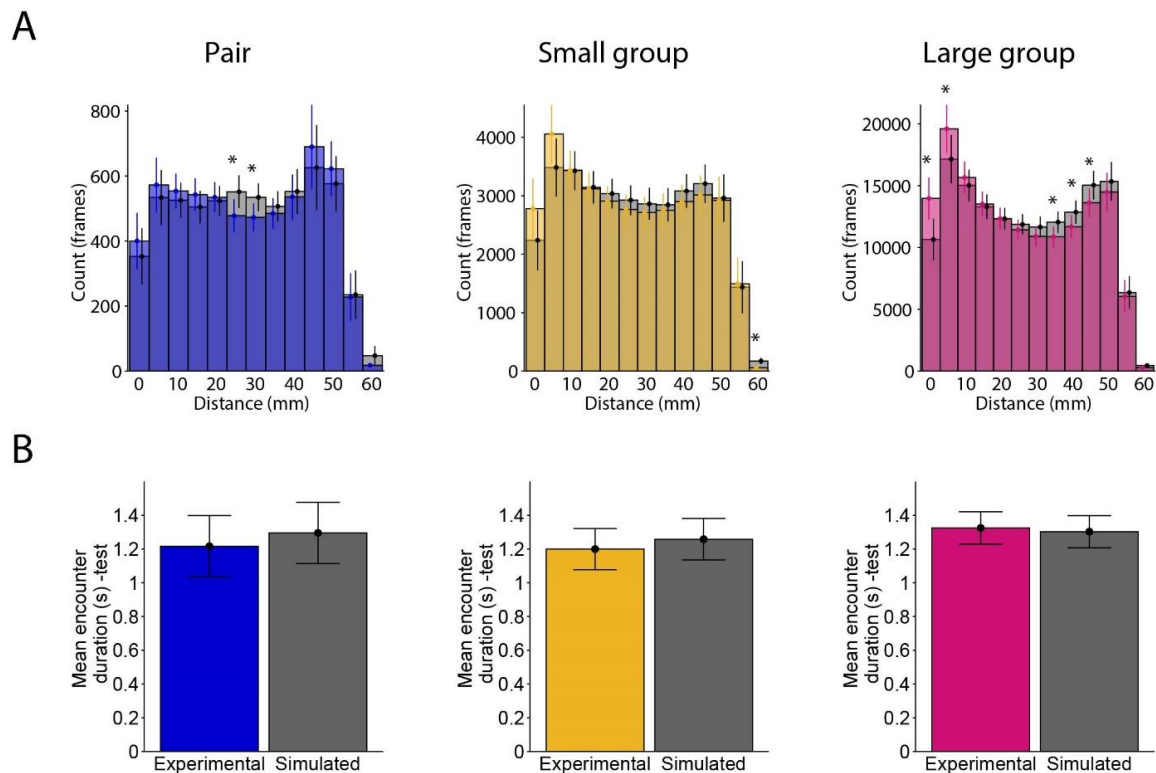 A
Pair
Small group
Large group
800
600
400
200
0
Count (frames)
0 10 20 30 40 50 60
Distance (mm)
* *
4000
3000
2000
1000
0
Count (frames)
0 10 20 30 40 50 60
Distance (mm)
*
20000
15000
10000
5000
0
Count (frames)
0 10 20 30 40 50 60
Distance (mm)
* * * * *
B
1.4
1.2
1
0.8
0.6
0.4
0.2
0
Mean encounter
duration (s) -test
Experimental Simulated
1.4
1.2
1
0.8
0.6
0.4
0.2
0
Mean encounter
duration (s) -test
Experimental Simulated
1.4
1.2
1
0.8
0.6
0.4
0.2
0
Mean encounter
duration (s) -test
Experimental Simulated